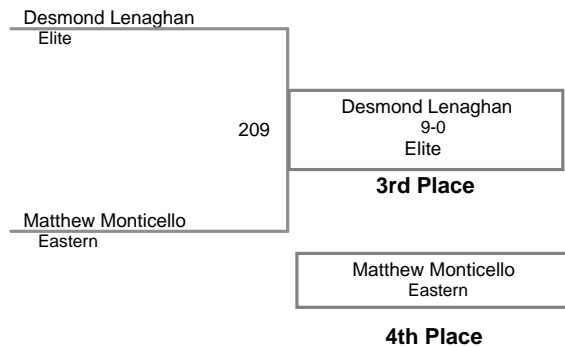 Desmond Lenaghan
Elite
209
Desmond Lenaghan
9-0
Elite
3rd Place
Matthew Monticello
Eastern
Matthew Monticello
Eastern
4th Place